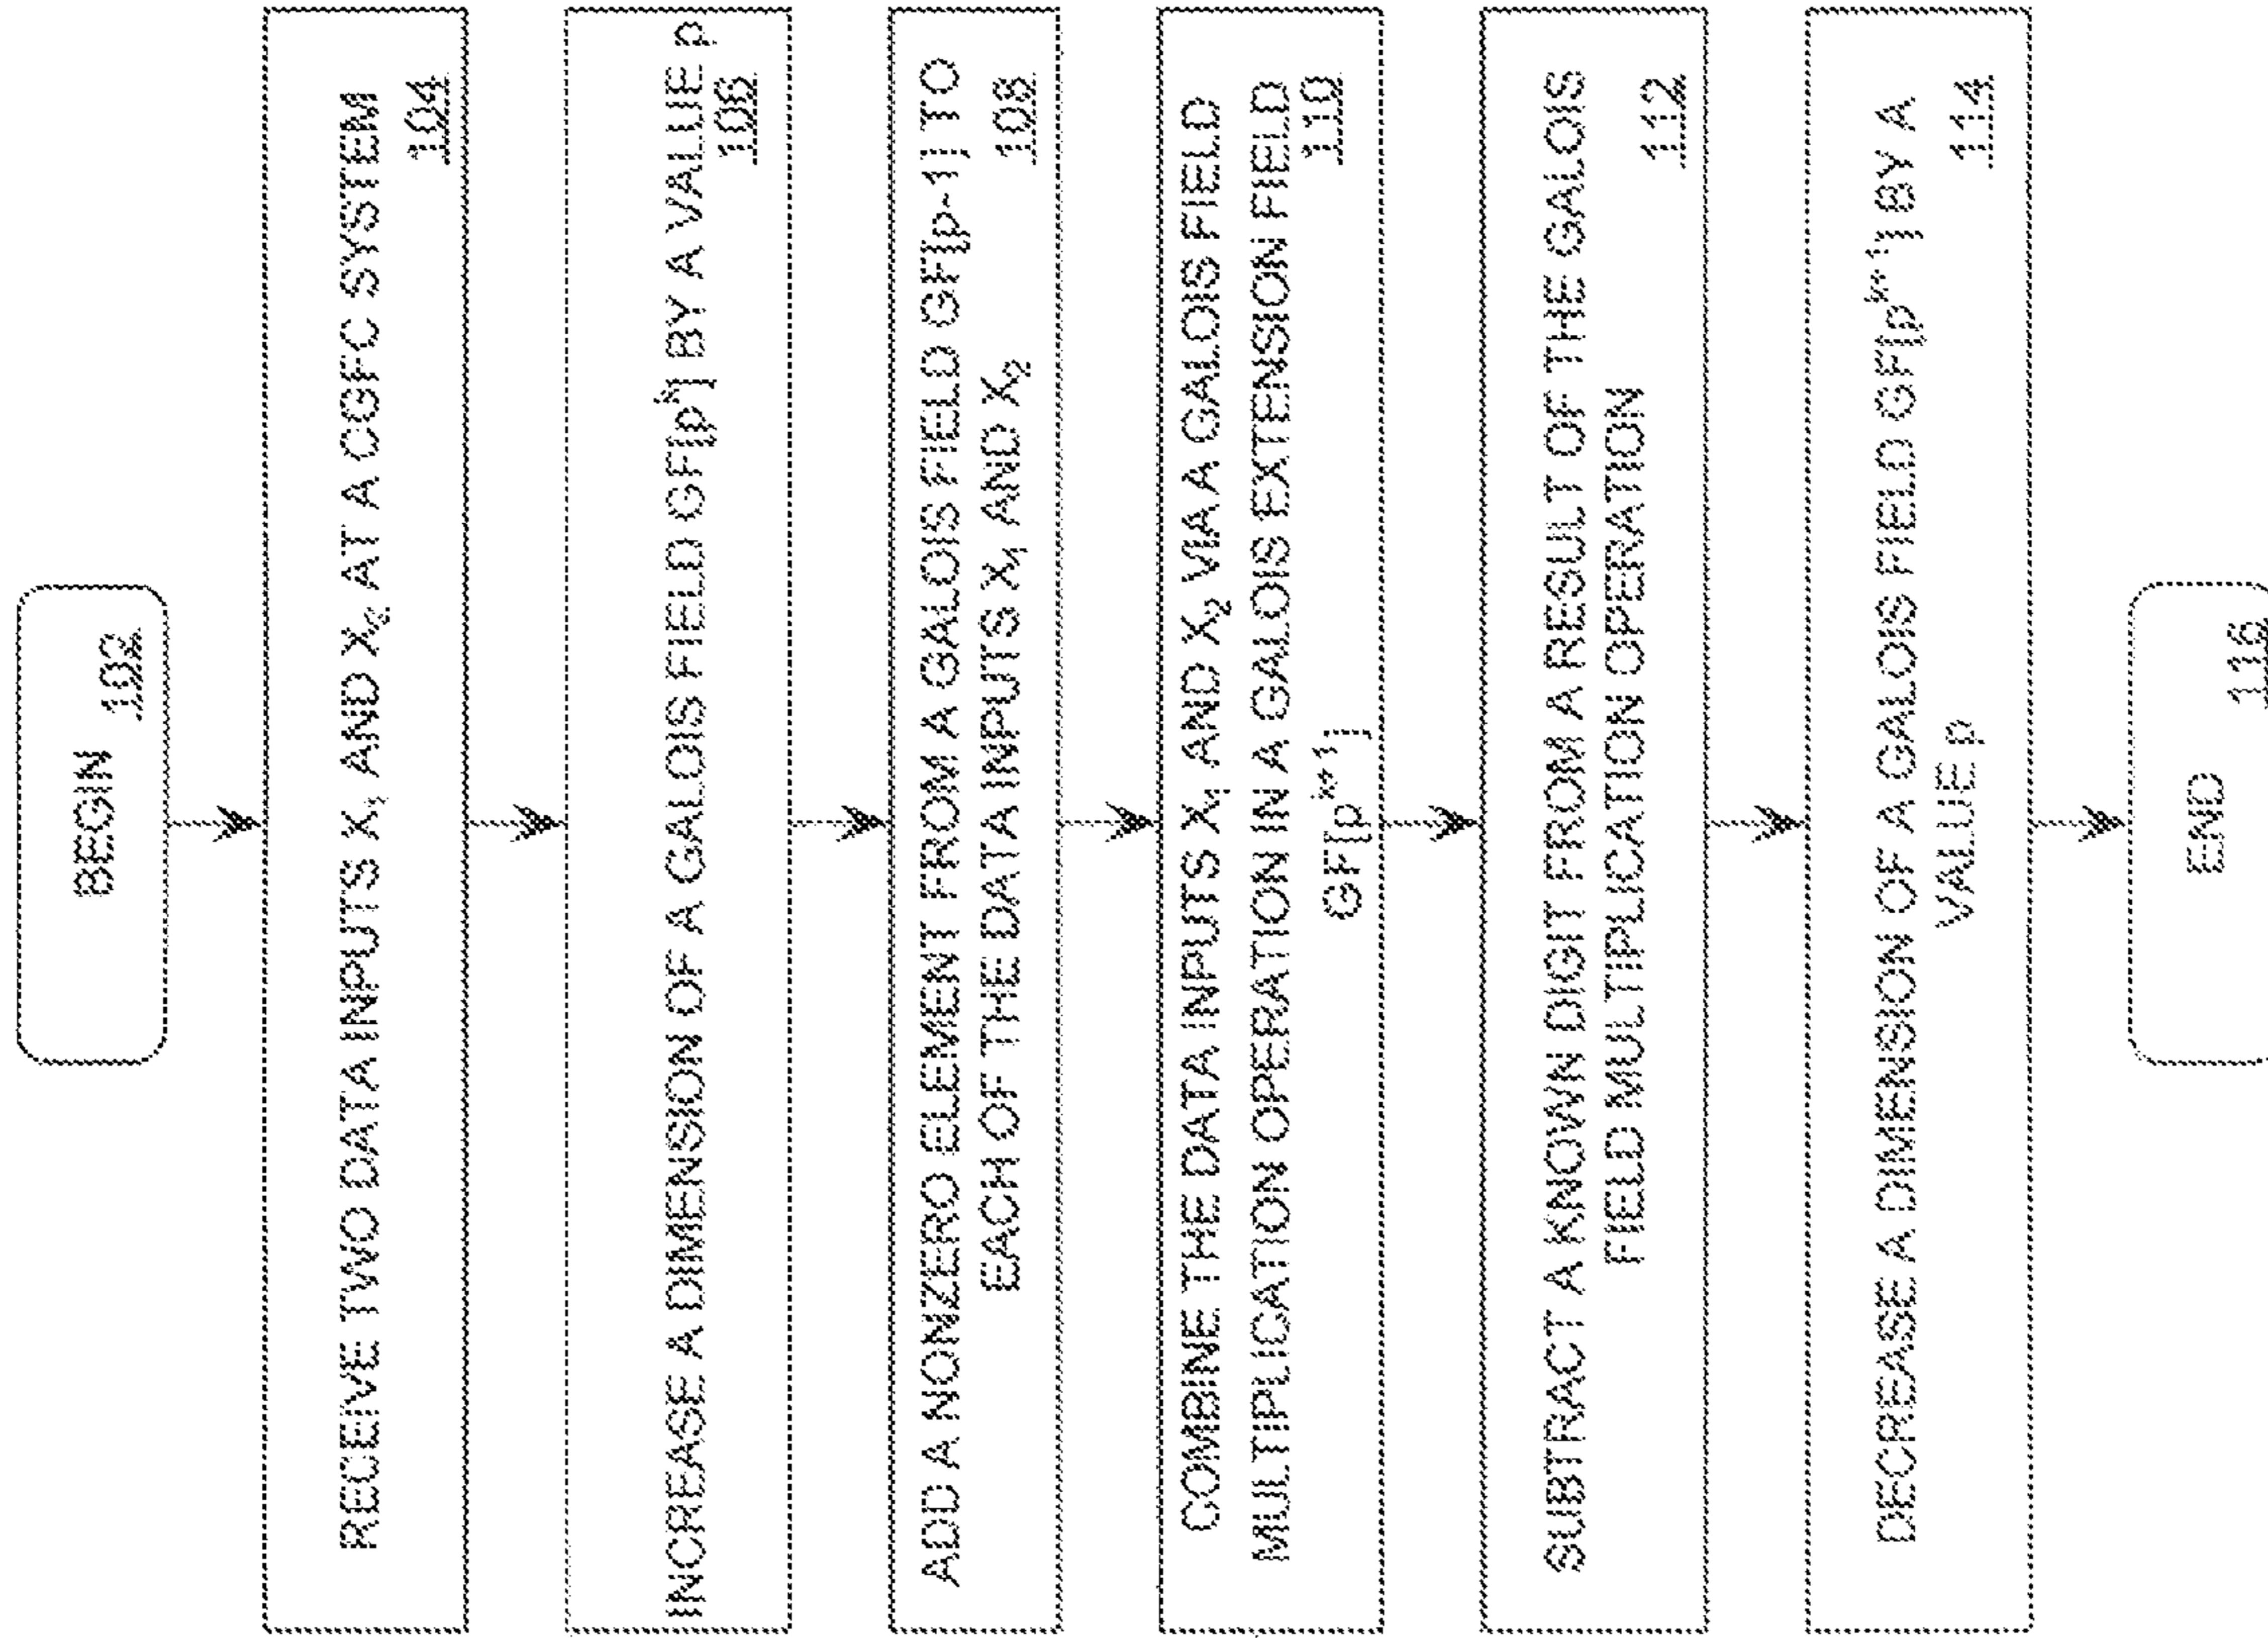 BEGIN
102
RECEIVE TWO DATA INPUTS X₁ AND X₂ AT A CGFC SYSTEM
104
INCREASE A DIMENSION OF A GALOIS FIELD GF[pᵏ] BY A VALUE p
106
ADD A NONZERO ELEMENT FROM A GALOIS FIELD GF[p-1] TO
EACH OF THE DATA INPUTS X₁ AND X₂
108
COMBINE THE DATA INPUTS X₁ AND X₂ VIA A GALOIS FIELD
MULTIPLICATION OPERATION IN A GALOIS EXTENSION FIELD
GF[pᵏ⁺¹]
110
SUBTRACT A KNOWN DIGIT FROM A RESULT OF THE GALOIS
FIELD MULTIPLICATION OPERATION
112
DECREASE A DIMENSION OF A GALOIS FIELD GF[pᵏ⁺¹] BY A
VALUE p
114
END
116